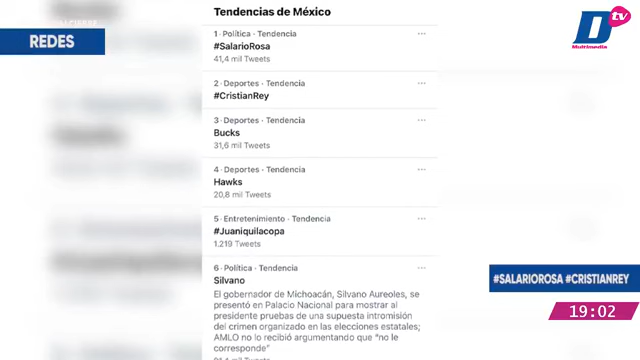 Tendencias de México
REDES
D tv
Multimedia
1 · Política · Tendencia
#SalarioRosa
41,4 mil Tweets
2 · Deportes · Tendencia
#CristianRey
3 · Deportes · Tendencia
Bucks
31,6 mil Tweets
4 · Deportes · Tendencia
Hawks
20,8 mil Tweets
5 · Entretenimiento · Tendencia
#Juaniquilacopa
1.219 Tweets
6 · Política · Tendencia
Silvano
El gobernador de Michoacán, Silvano Aureoles, se
presentó en Palacio Nacional para mostrar al
presidente pruebas de una supuesta intromisión
del crimen organizado en las elecciones estatales;
AMLO no lo recibió argumentando que "no le
corresponde"
#SALARIOROSA #CRISTIANREY
19:02